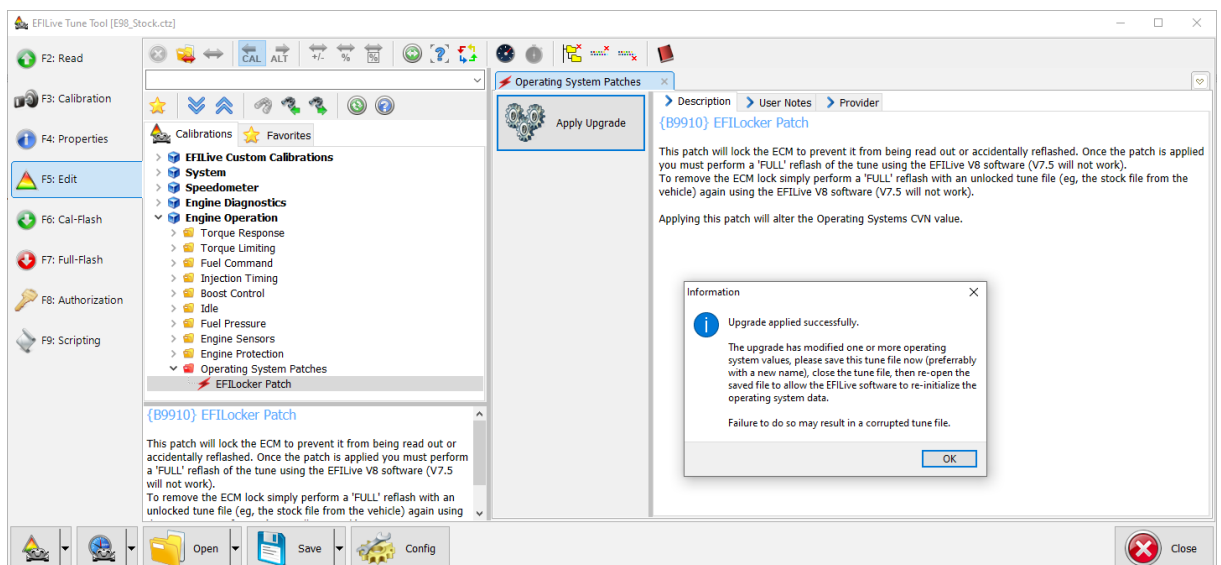 EFILive Tune Tool [E98_Stock.ctz]
F2: Read
F3: Calibration
F4: Properties
F5: Edit
F6: Cal-Flash
F7: Full-Flash
F8: Authorization
F9: Scripting
CAL
ALT
+/-
%
%
Calibrations
Favorites
EFILive Custom Calibrations
System
Speedometer
Engine Diagnostics
Engine Operation
Torque Response
Torque Limiting
Fuel Command
Injection Timing
Boost Control
Idle
Fuel Pressure
Engine Sensors
Engine Protection
Operating System Patches
EFILocker Patch
{B9910} EFILocker Patch
This patch will lock the ECM to prevent it from being read out or
accidentally reflashed. Once the patch is applied you must perform
a 'FULL' reflash of the tune using the EFILive V8 software (V7.5
will not work).
To remove the ECM lock simply perform a 'FULL' reflash with an
unlocked tune file (eg, the stock file from the vehicle) again using
Operating System Patches
Apply Upgrade
Description
User Notes
Provider
{B9910} EFILocker Patch
This patch will lock the ECM to prevent it from being read out or accidentally reflashed. Once the patch is applied
you must perform a 'FULL' reflash of the tune using the EFILive V8 software (V7.5 will not work).
To remove the ECM lock simply perform a 'FULL' reflash with an unlocked tune file (eg, the stock file from the
vehicle) again using the EFILive V8 software (V7.5 will not work).
Applying this patch will alter the Operating Systems CVN value.
Information
Upgrade applied successfully.
The upgrade has modified one or more operating
system values, please save this tune file now (preferrably
with a new name), close the tune file, then re-open the
saved file to allow the EFILive software to re-initialize the
operating system data.
Failure to do so may result in a corrupted tune file.
OK
Open
Save
Config
Close